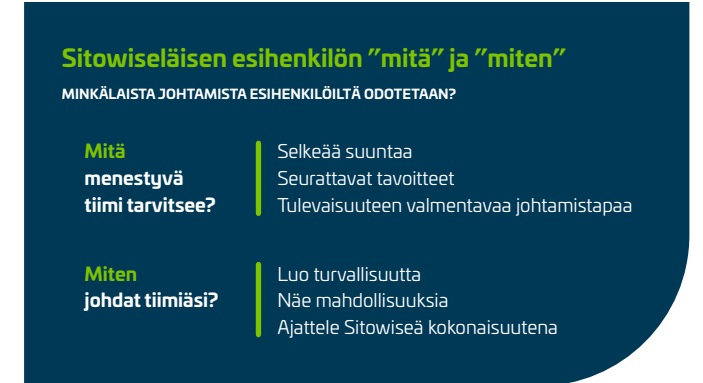 Sitowiseläisen esihenkilön ”mitä” ja ”miten”
MINKÄLAISTA JOHTAMISTA ESIHENKILÖILTÄ ODOTETAAN?
Mitä
menestyvä
tiimi tarvitsee?
Selkeää suuntaa
Seurattavat tavoitteet
Tulevaisuuteen valmentavaa johtamistapaa
Miten
johdat tiimiäsi?
Luo turvallisuutta
Näe mahdollisuuksia
Ajattele Sitowiseä kokonaisuutena